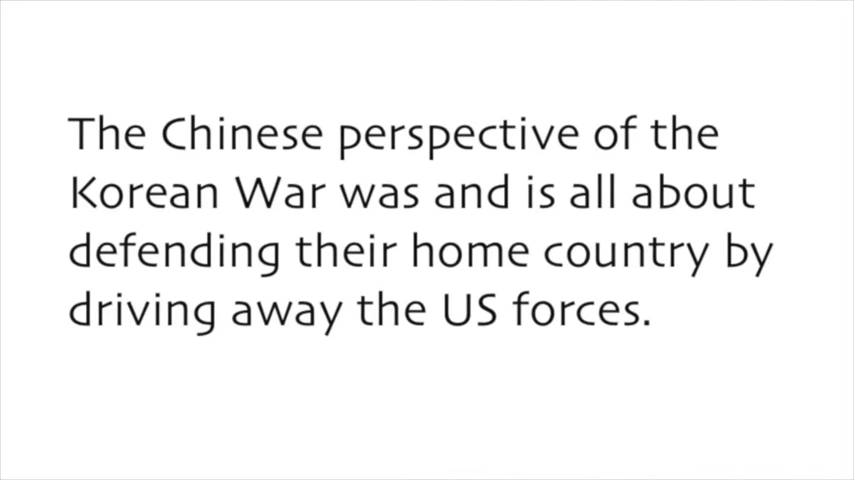 The Chinese perspective of the
Korean War was and is all about
defending their home country by
driving away the US forces.